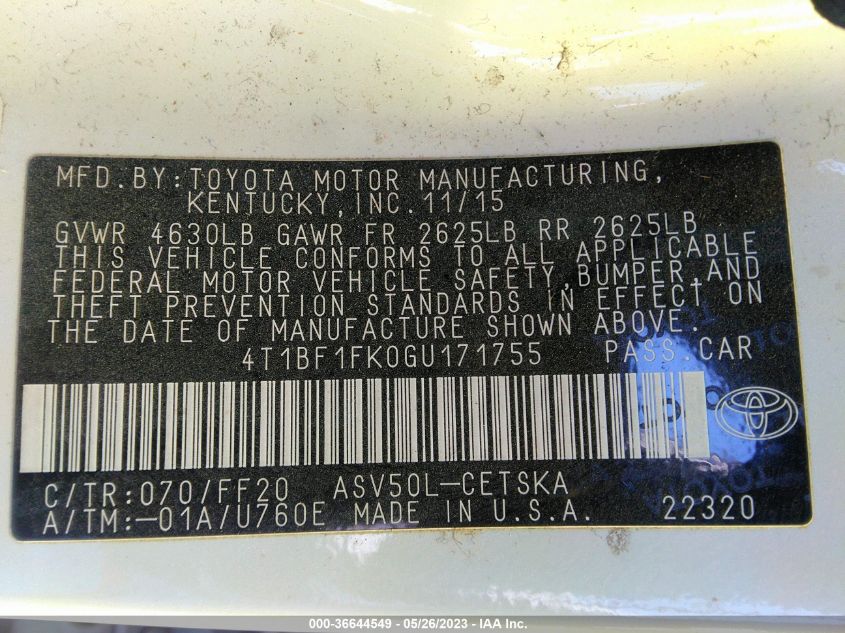 MFD.BY:TOYOTA MOTOR MANUFACTURING,
KENTUCKY,INC.11/15
GVWR 4630LB GAWR FR 2625LB RR 2625LB
THIS VEHICLE CONFORMS TO ALL APPLICABLE
FEDERAL MOTOR VEHICLE SAFETY,BUMPER,AND
THEFT PREVENTION STANDARDS IN EFFECT ON
THE DATE OF MANUFACTURE SHOWN ABOVE.
4T1BF1FK0GU171755 PASS.CAR
C/TR:070/FF20 ASV50L-CETSKA
A/TM:-01A/U760E MADE IN U.S.A. 22320
000-36644549 - 05/26/2023 - IAA Inc.